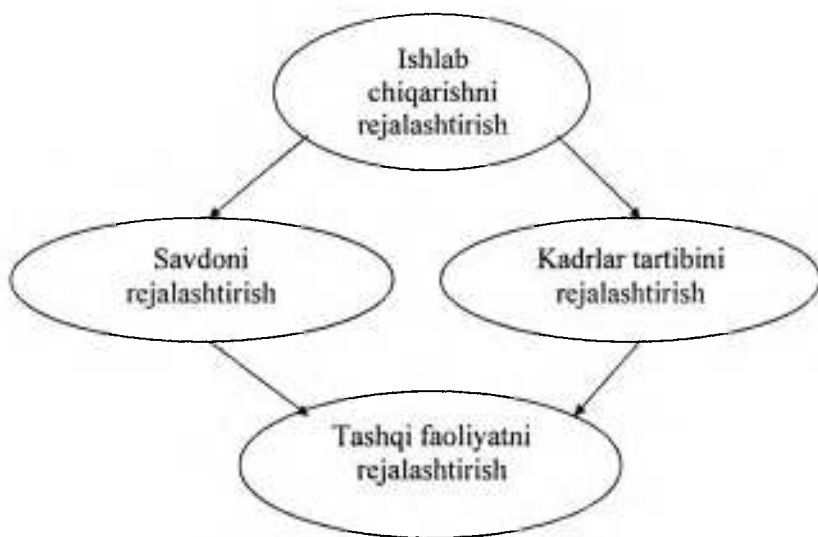 Ishlab
chiqarishni
rejalashtirish
Savdoni
rejalashtirish
Kadrlar tartibini
rejalashtirish
Tashqi faoliyatni
rejalashtirish